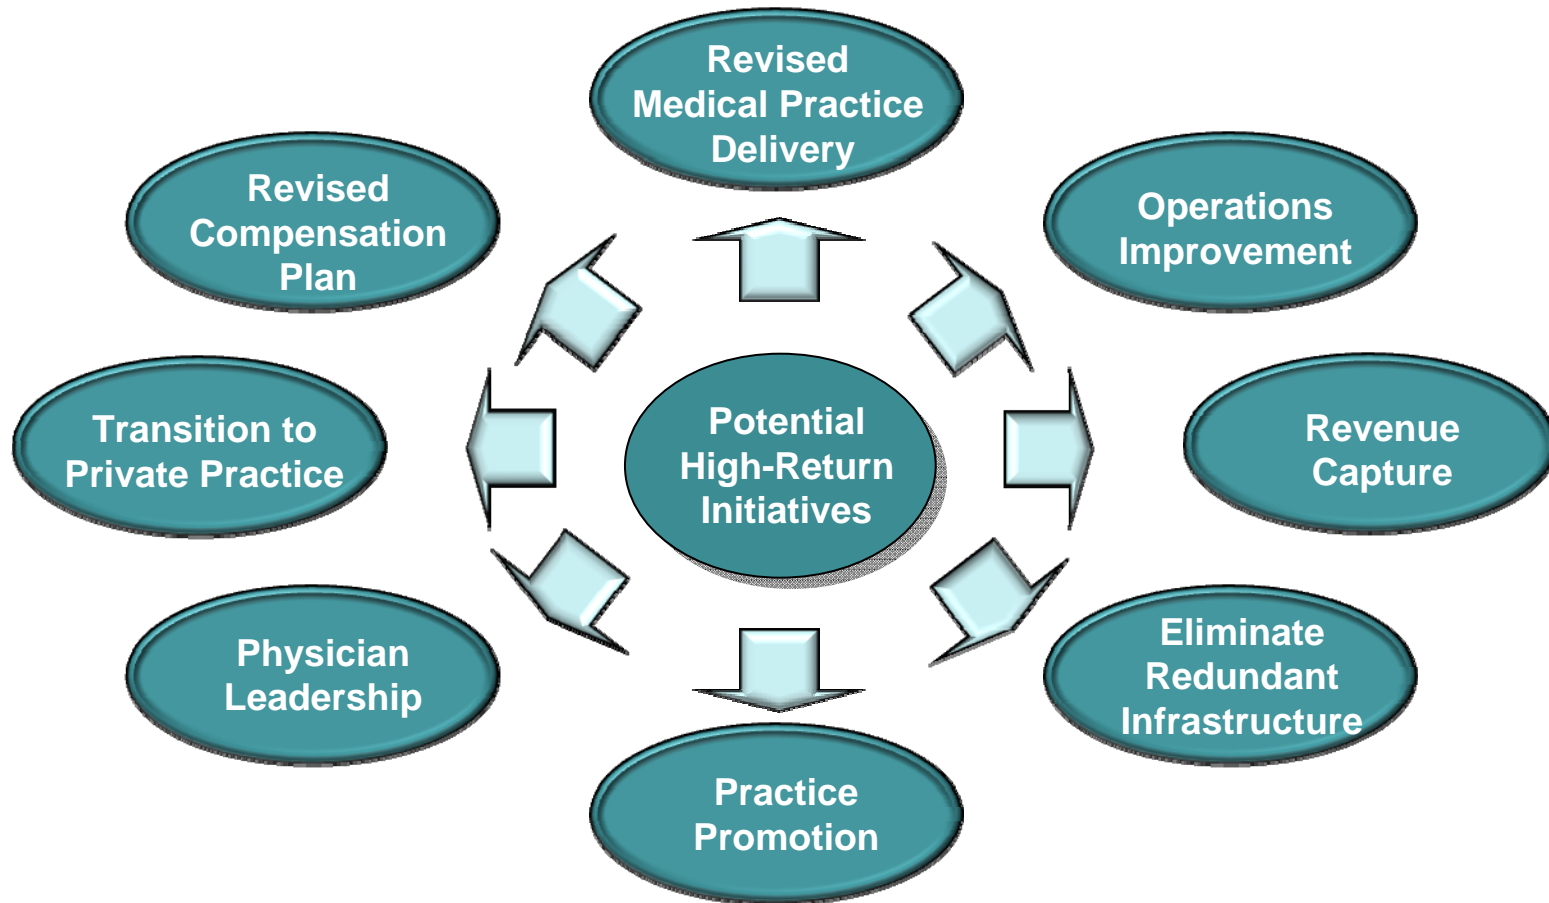 Revised
Medical Practice
Delivery
Revised
Compensation
Plan
Operations
Improvement
Transition to
Private Practice
Potential
High-Return
Initiatives
Revenue
Capture
Physician
Leadership
Eliminate
Redundant
Infrastructure
Practice
Promotion